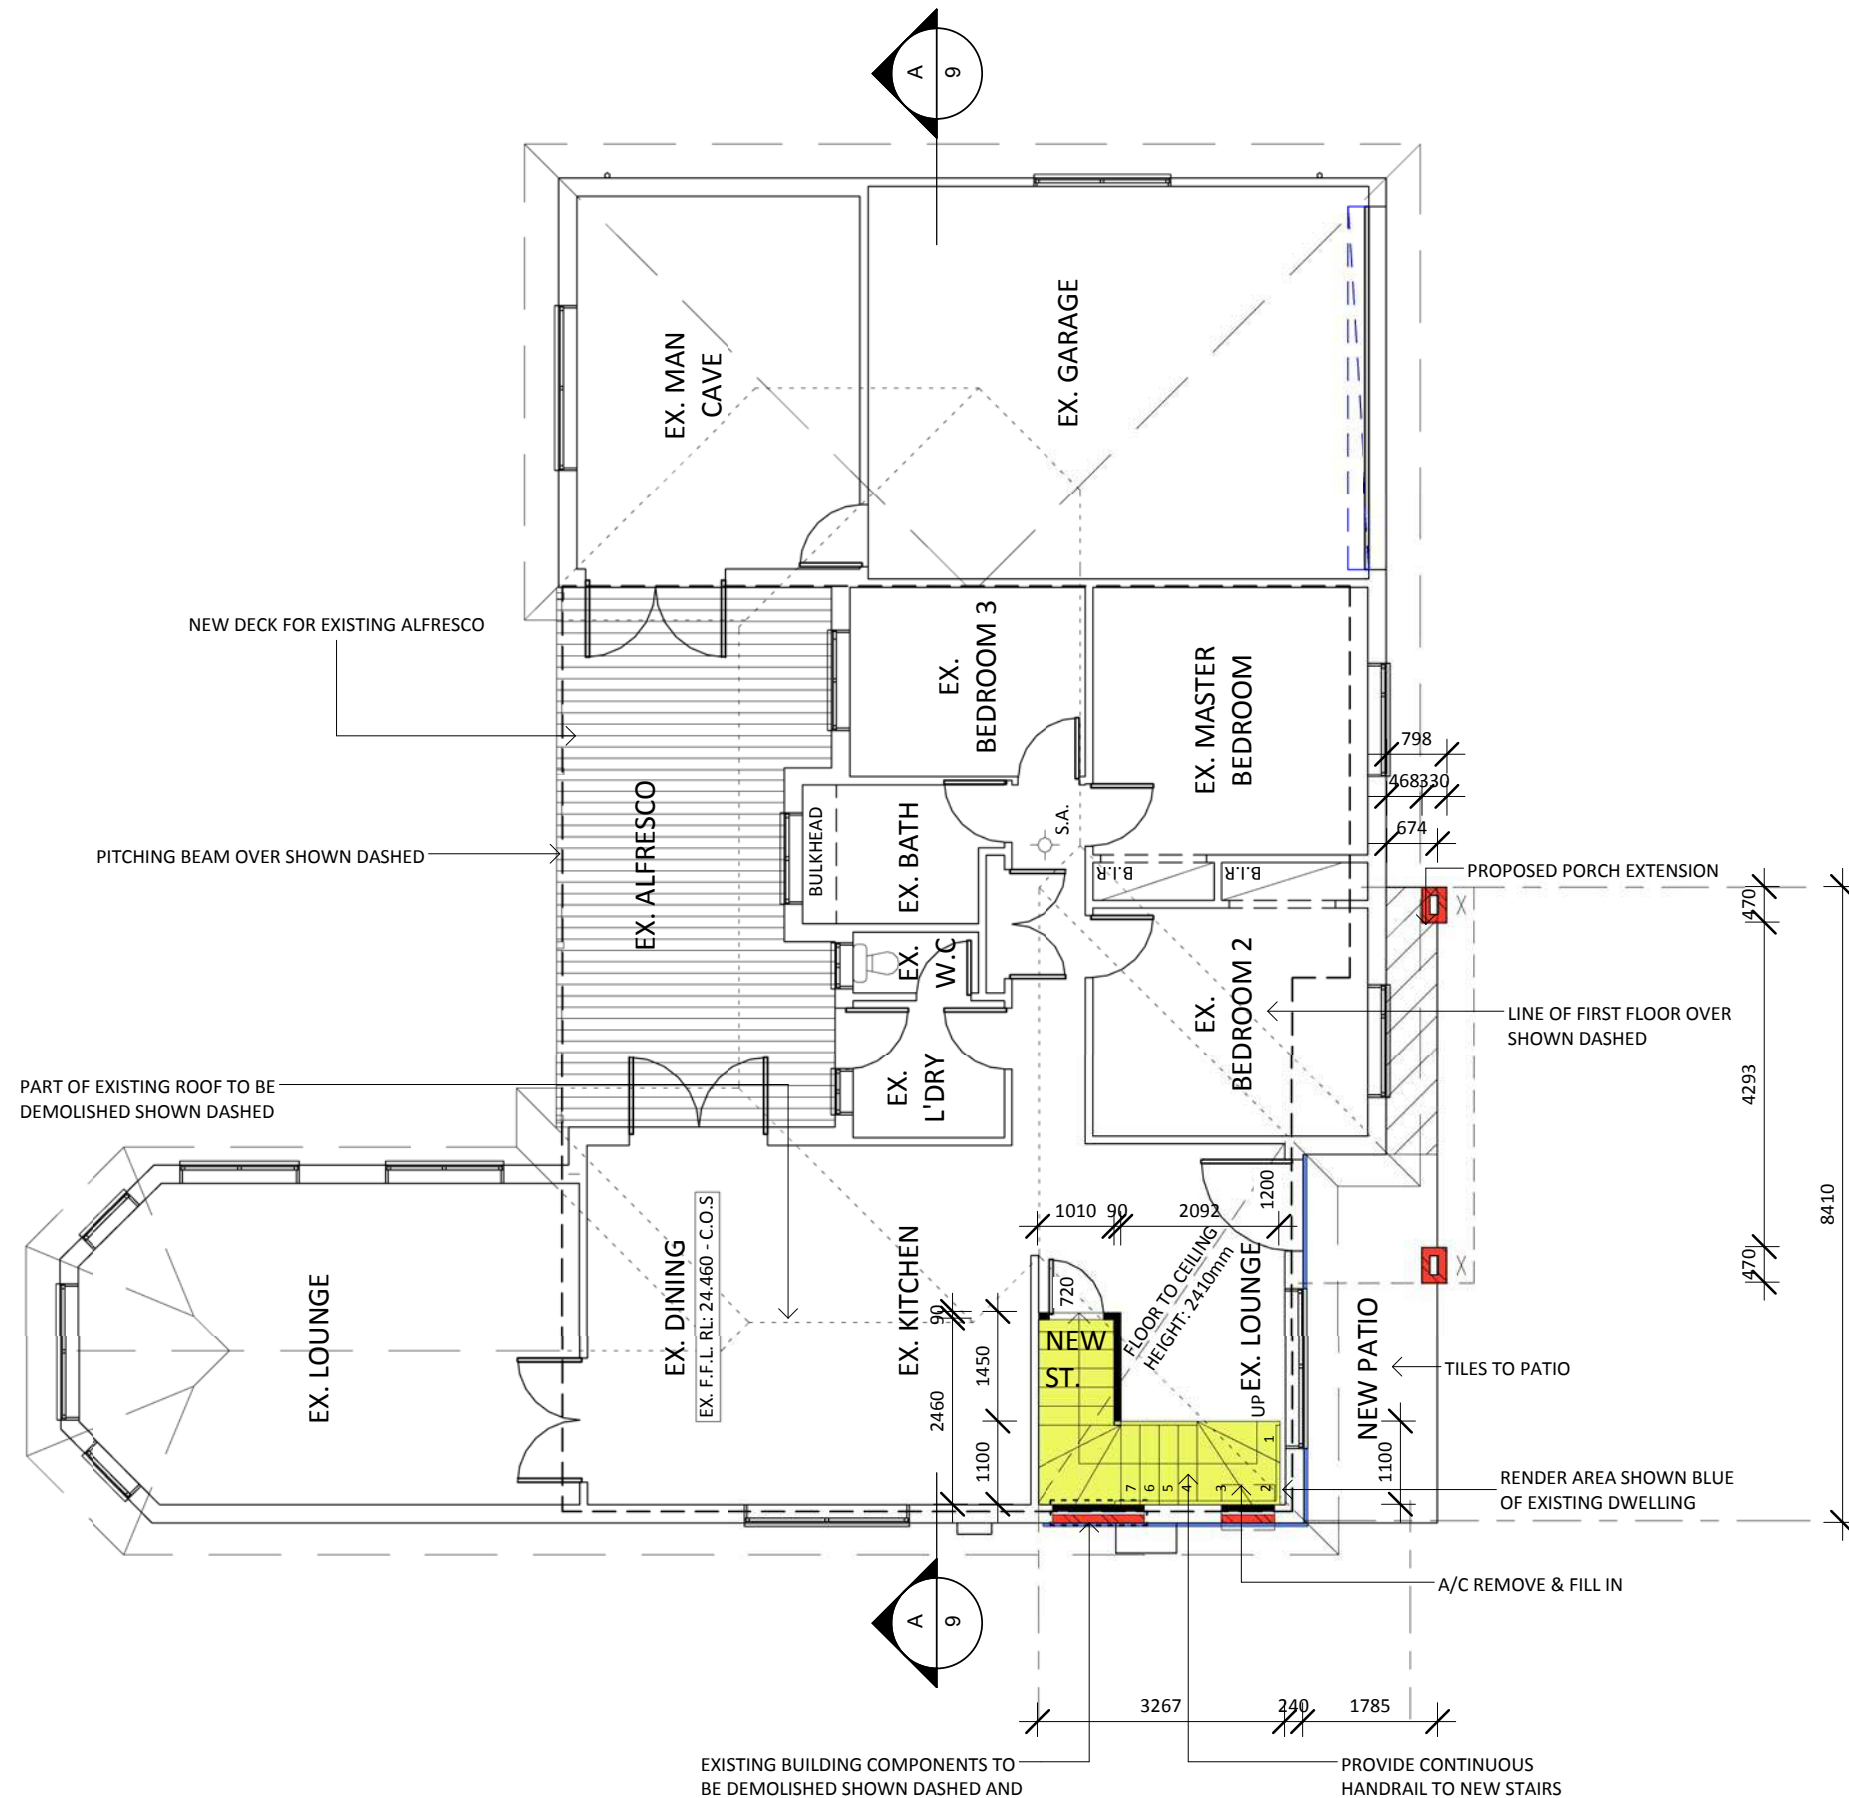 A
9
EX. MAN
CAVE
EX. GARAGE
NEW DECK FOR EXISTING ALFRESCO
EX.
BEDROOM 3
EX. MASTER
BEDROOM
798
468
330
674
PITCHING BEAM OVER SHOWN DASHED
EX. ALFRESCO
BULKHEAD
EX. BATH
S.A.
B.I.R
B.I.R
PROPOSED PORCH EXTENSION
470
X
EX.
W.C
EX.
BEDROOM 2
LINE OF FIRST FLOOR OVER
SHOWN DASHED
4293
PART OF EXISTING ROOF TO BE
DEMOLISHED SHOWN DASHED
EX.
L'DRY
8410
1200
1010
90
2092
EX. LOUNGE
EX. DINING
EX. F.F.L. RL: 24.460 - C.O.S
EX. KITCHEN
720
FLOOR TO CEILING
HEIGHT: 2410mm
EX. LOUNGE
470
X
90
NEW
ST.
1450
2460
1100
UP
NEW PATIO
TILES TO PATIO
1100
1
2
3
4
5
6
7
RENDER AREA SHOWN BLUE
OF EXISTING DWELLING
A/C REMOVE & FILL IN
A
9
3267
240
1785
EXISTING BUILDING COMPONENTS TO
BE DEMOLISHED SHOWN DASHED AND
PROVIDE CONTINUOUS
HANDRAIL TO NEW STAIRS